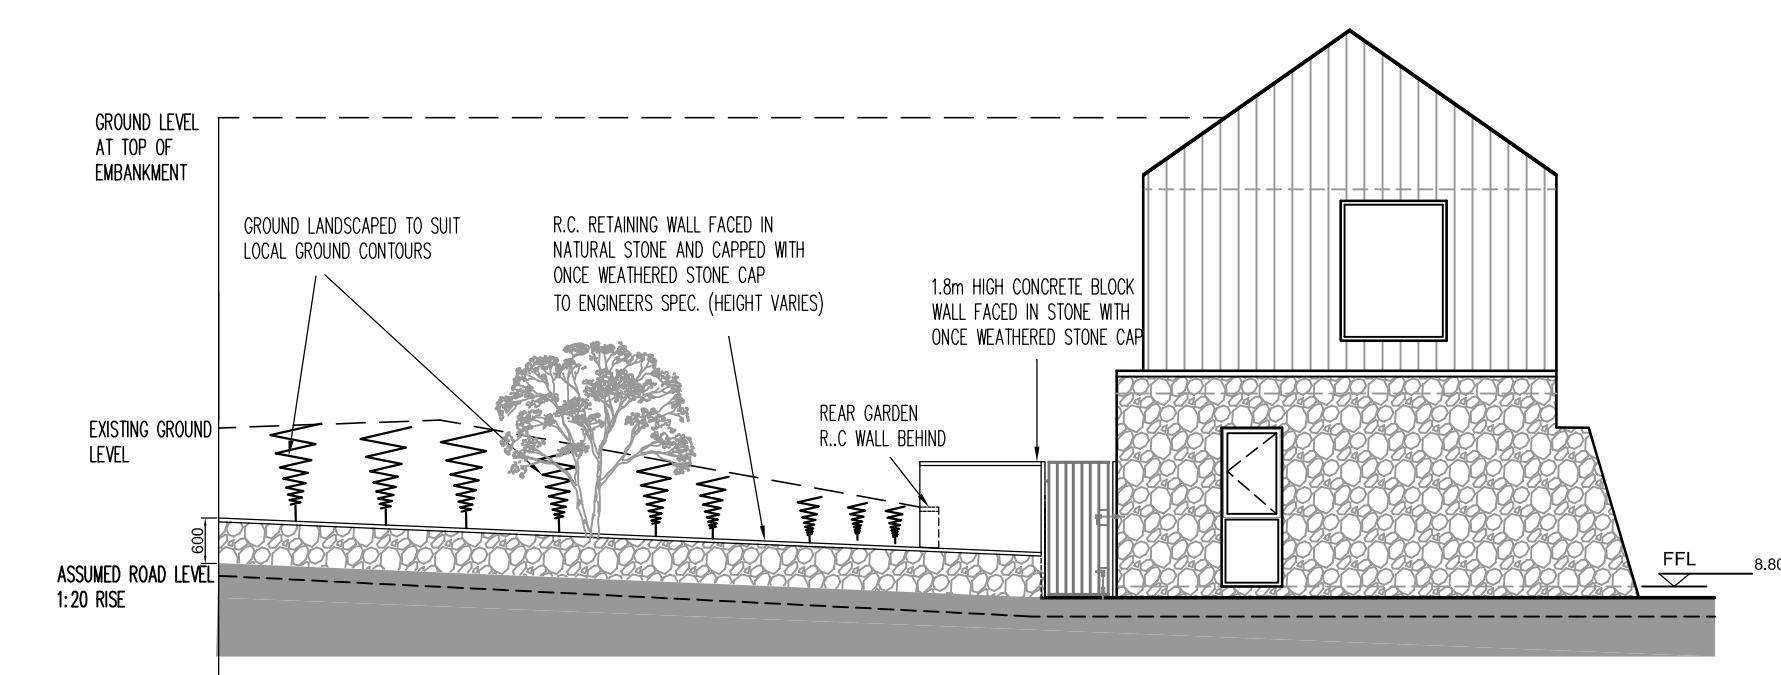 GROUND LEVEL
AT TOP OF
EMBANKMENT
GROUND LANDSCAPED TO SUIT
LOCAL GROUND CONTOURS
R.C. RETAINING WALL FACED IN
NATURAL STONE AND CAPPED WITH
ONCE WEATHERED STONE CAP
TO ENGINEERS SPEC. (HEIGHT VARIES)
1.8m HIGH CONCRETE BLOCK
WALL FACED IN STONE WITH
ONCE WEATHERED STONE CAP
REAR GARDEN
R..C WALL BEHIND
EXISTING GROUND
LEVEL
600
ASSUMED ROAD LEVEL
1:20 RISE
FFL
8.80